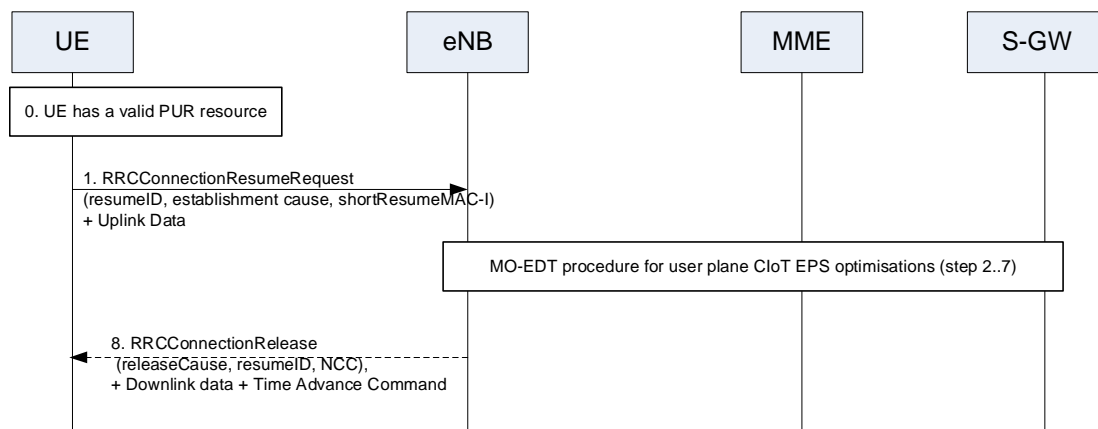 UE
eNB
MME
S-GW
0. UE has a valid PUR resource
1. RRCConnectionResumeRequest
(resumeID, establishment cause, shortResumeMAC-I)
+ Uplink Data
MO-EDT procedure for user plane CIoT EPS optimisations (step 2..7)
8. RRCConnectionRelease
(releaseCause, resumeID, NCC),
+ Downlink data + Time Advance Command